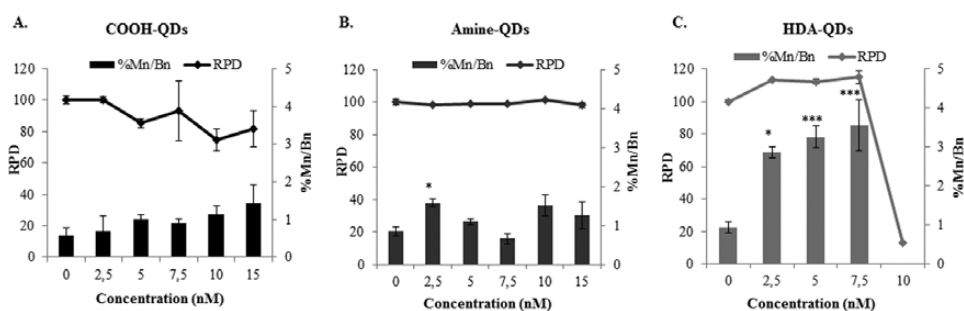 A.
COOH-QDs
%Mn/Bn RPD
120
100
80
60
40
20
0
RPD
5
4
3
2
1
0
%Mn/Bn
0 2,5 5 7,5 10 15
Concentration (nM)
B.
Amine-QDs
%Mn/Bn RPD
120
100
80
60
40
20
0
RPD
*
5
4
3
2
1
0
%Mn/Bn
0 2,5 5 7,5 10 15
Concentration (nM)
C.
HDA-QDs
%Mn/Bn RPD
120
100
80
60
40
20
0
RPD
* *** ***
5
4
3
2
1
0
%Mn/Bn
0 2,5 5 7,5 10
Concentration (nM)